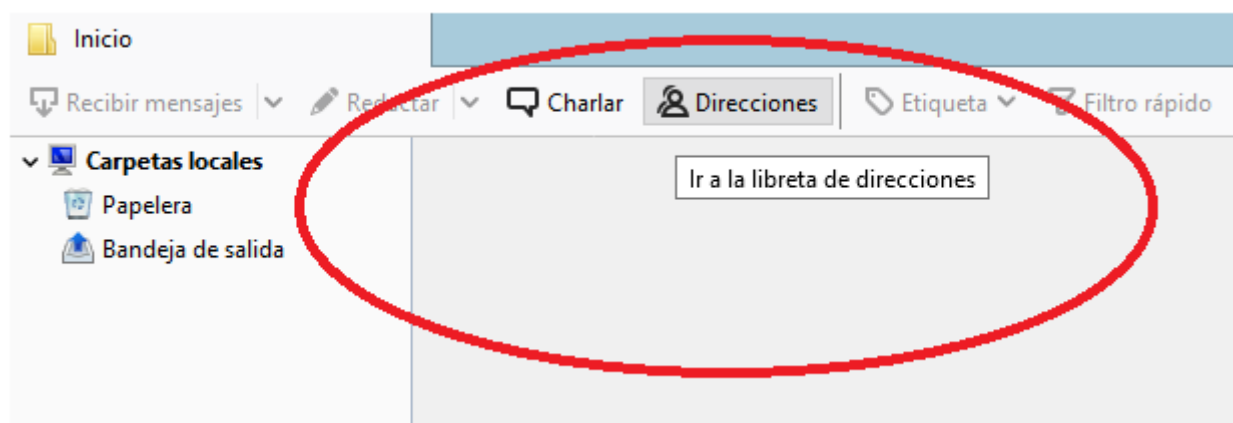 Inicio
Recibir mensajes Redactar Charlar Direcciones Etiqueta Filtro rápido
Carpetas locales
Ir a la libreta de direcciones
Papelera
Bandeja de salida